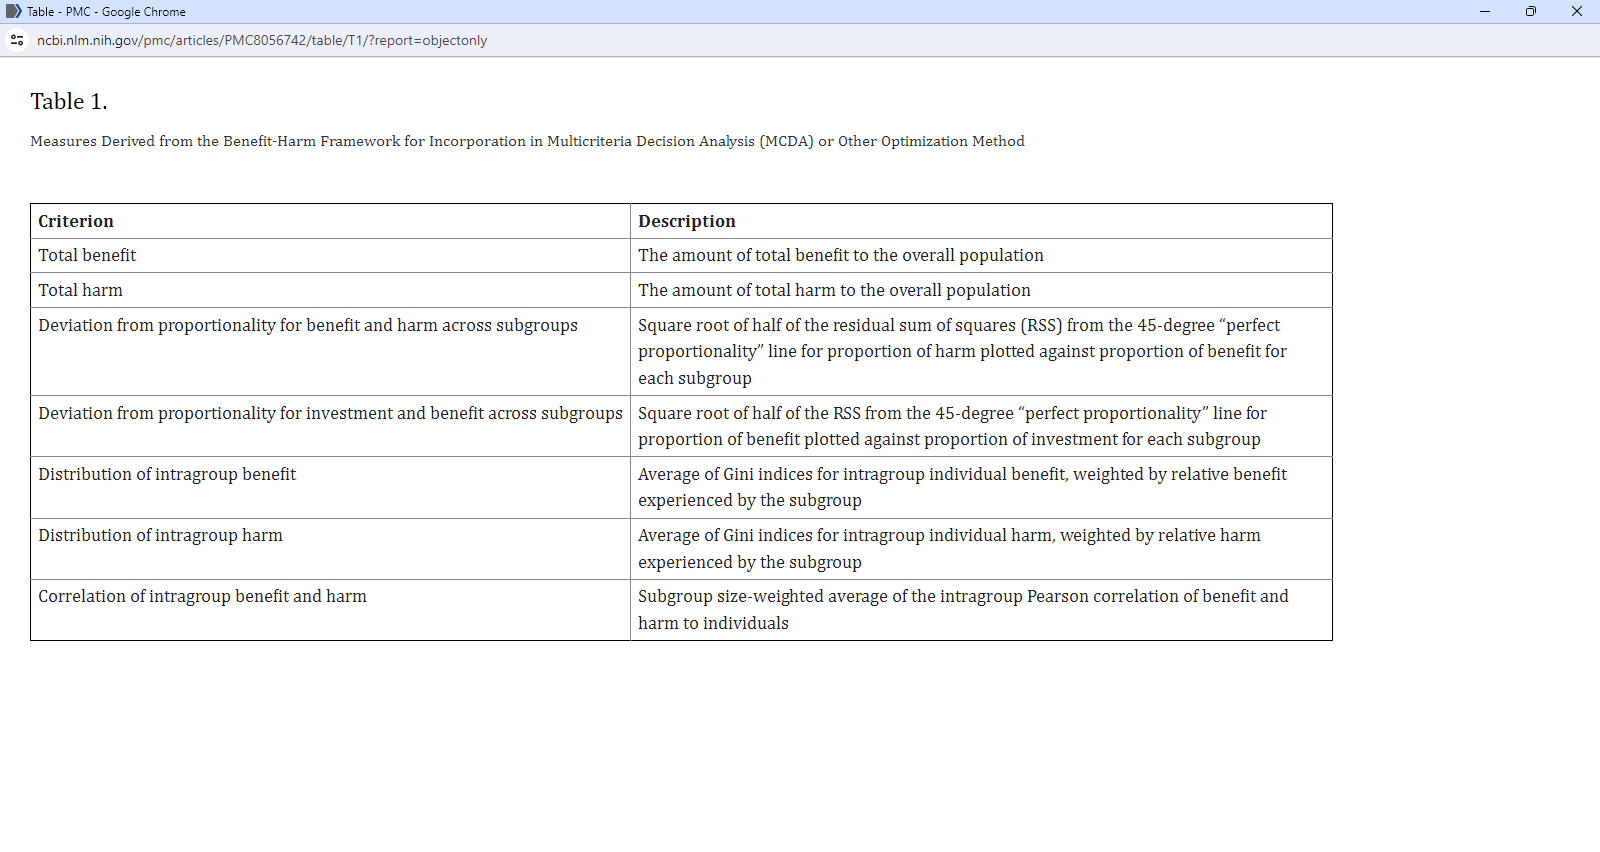 Table - PMC - Google Chrome
ncbi.nlm.nih.gov/pmc/articles/PMC8056742/table/T1/?report=objectonly
Table 1.
Measures Derived from the Benefit-Harm Framework for Incorporation in Multicriteria Decision Analysis (MCDA) or Other Optimization Method
Criterion
Description
Total benefit
The amount of total benefit to the overall population
Total harm
The amount of total harm to the overall population
Deviation from proportionality for benefit and harm across subgroups
Square root of half of the residual sum of squares (RSS) from the 45-degree “perfect
proportionality” line for proportion of harm plotted against proportion of benefit for
each subgroup
Deviation from proportionality for investment and benefit across subgroups
Square root of half of the RSS from the 45-degree “perfect proportionality” line for
proportion of benefit plotted against proportion of investment for each subgroup
Distribution of intragroup benefit
Average of Gini indices for intragroup individual benefit, weighted by relative benefit
experienced by the subgroup
Distribution of intragroup harm
Average of Gini indices for intragroup individual harm, weighted by relative harm
experienced by the subgroup
Correlation of intragroup benefit and harm
Subgroup size-weighted average of the intragroup Pearson correlation of benefit and
harm to individuals